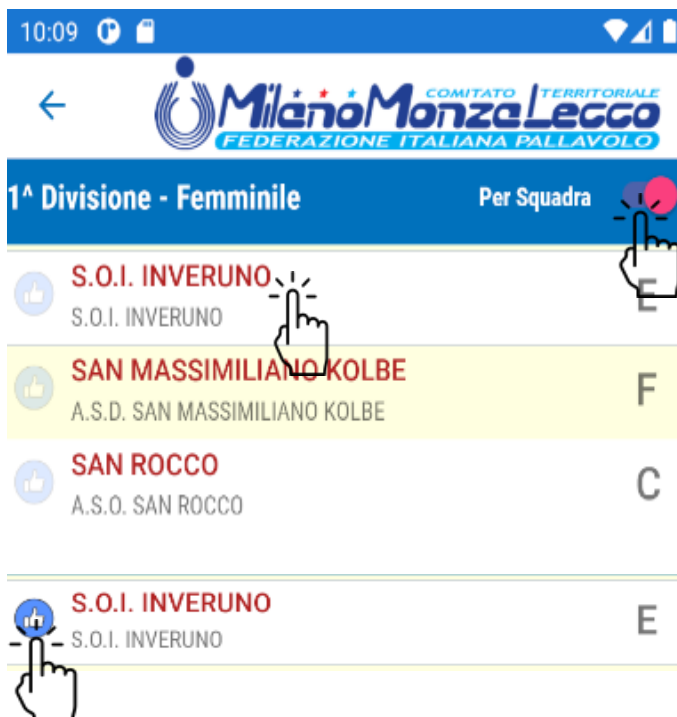 10:09
COMITATO TERRITORIALE
MilanoMonzaLecco
FEDERAZIONE ITALIANA PALLAVOLO
1^ Divisione - Femminile Per Squadra
S.O.I. INVERUNO E
S.O.I. INVERUNO
SAN MASSIMILIANO KOLBE F
A.S.D. SAN MASSIMILIANO KOLBE
SAN ROCCO C
A.S.O. SAN ROCCO
S.O.I. INVERUNO E
S.O.I. INVERUNO